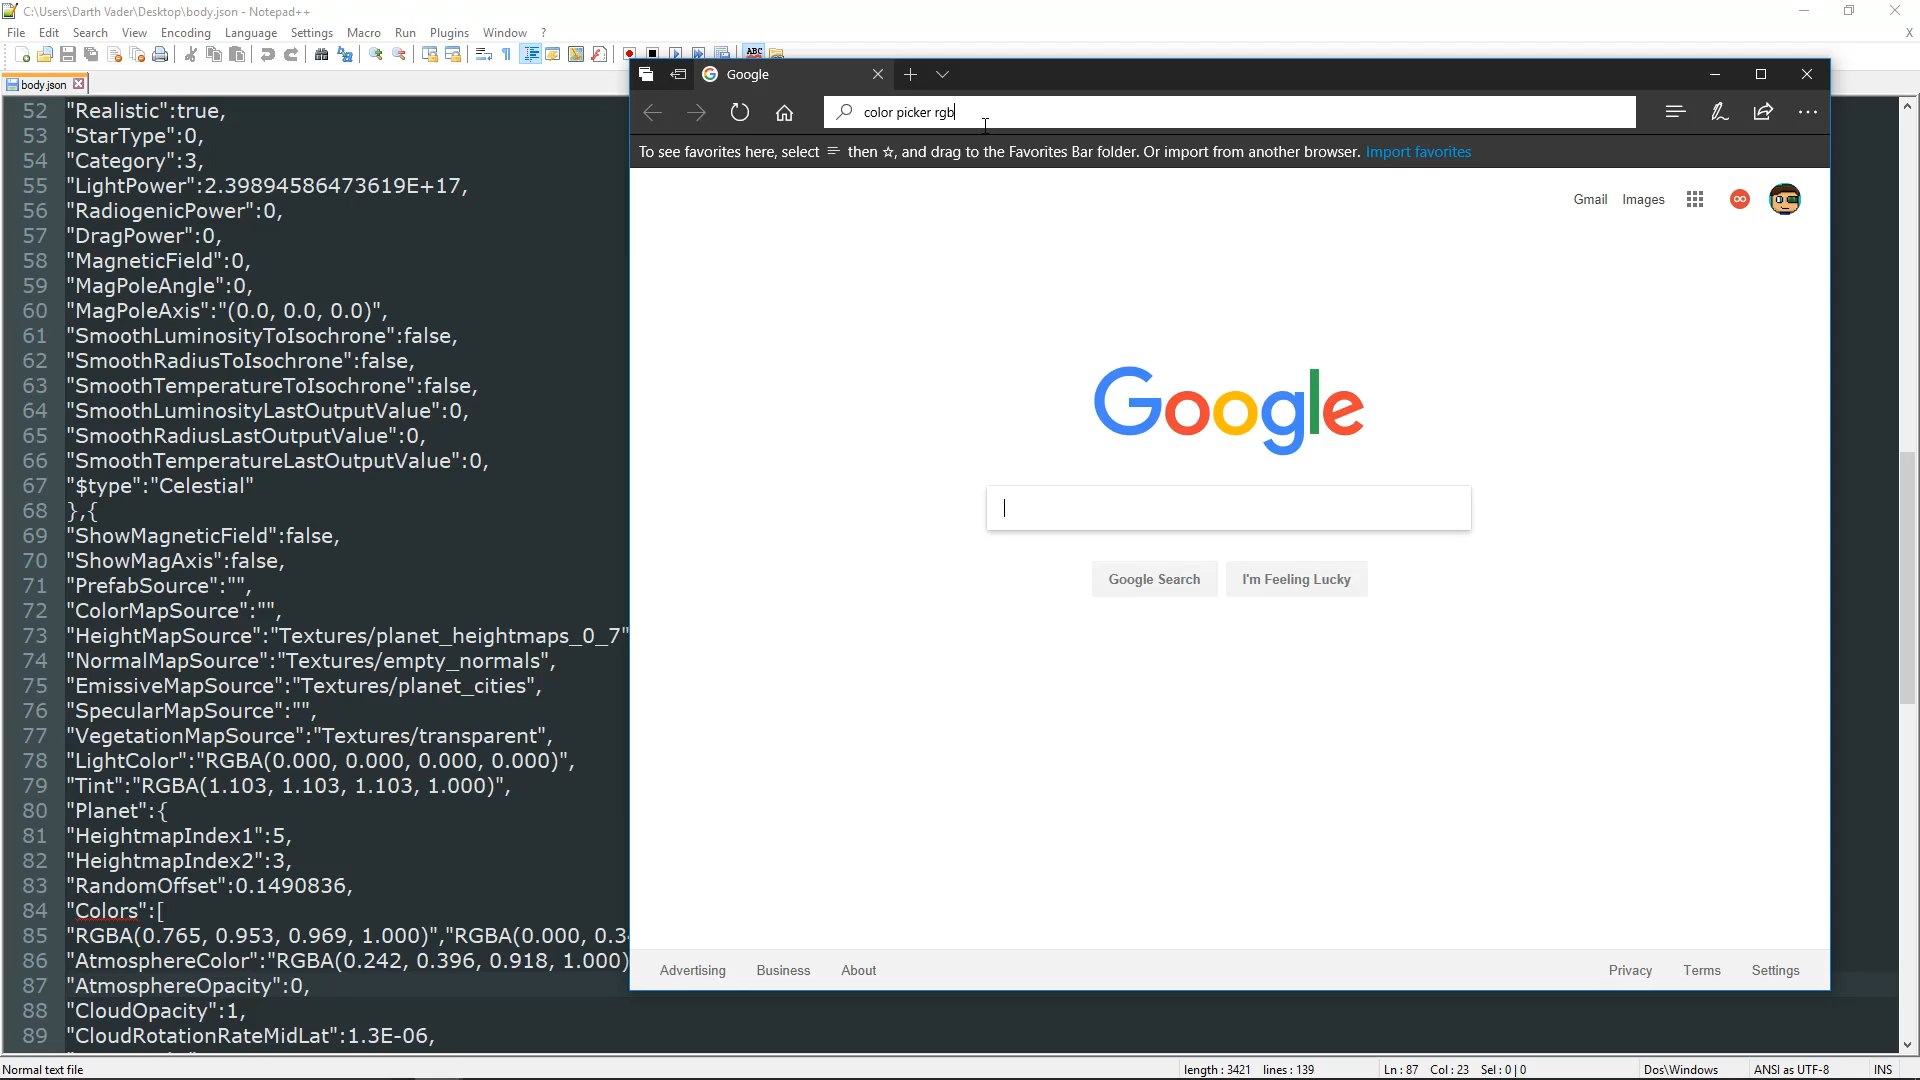 C:\Users\Darth Vader\Desktop\body.json - Notepad++
File Edit Search View Encoding Language Settings Macro Run Plugins Window ? X
ABC
body.json
52 "Realistic":true,
53 "StarType":0,
54 "Category":3,
55 "LightPower":2.39894586473619E+17,
56 "RadiogenicPower":0,
57 "DragPower":0,
58 "MagneticField":0,
59 "MagPoleAngle":0,
60 "MagPoleAxis":"(0.0, 0.0, 0.0)",
61 "SmoothLuminosityToIsochrone":false,
62 "SmoothRadiusToIsochrone":false,
63 "SmoothTemperatureToIsochrone":false,
64 "SmoothLuminosityLastOutputValue":0,
65 "SmoothRadiusLastOutputValue":0,
66 "SmoothTemperatureLastOutputValue":0,
67 "$type":"Celestial"
68 },{
69 "ShowMagneticField":false,
70 "ShowMagAxis":false,
71 "PrefabSource":"",
72 "ColorMapSource":"",
73 "HeightMapSource":"Textures/planet_heightmaps_0_7"
74 "NormalMapSource":"Textures/empty_normals",
75 "EmissiveMapSource":"Textures/planet_cities",
76 "SpecularMapSource":"",
77 "VegetationMapSource":"Textures/transparent",
78 "LightColor":"RGBA(0.000, 0.000, 0.000, 0.000)",
79 "Tint":"RGBA(1.103, 1.103, 1.103, 1.000)",
80 "Planet":{
81 "HeightmapIndex1":5,
82 "HeightmapIndex2":3,
83 "RandomOffset":0.1490836,
84 "Colors":[
85 "RGBA(0.765, 0.953, 0.969, 1.000)","RGBA(0.000,
86 "AtmosphereColor":"RGBA(0.242, 0.396, 0.918, 1.000)
87 "AtmosphereOpacity":0,
88 "CloudOpacity":1,
89 "CloudRotationRateMidLat":1.3E-06,
Google
color picker rgb
To see favorites here, select then ☆, and drag to the Favorites Bar folder. Or import from another browser. Import favorites
Gmail Images
Google
Google Search I'm Feeling Lucky
Advertising Business About Privacy Terms Settings
Normal text file length : 3421 lines : 139 Ln : 87 Col : 23 Sel : 0 | 0 Dos\Windows ANSI as UTF-8 INS